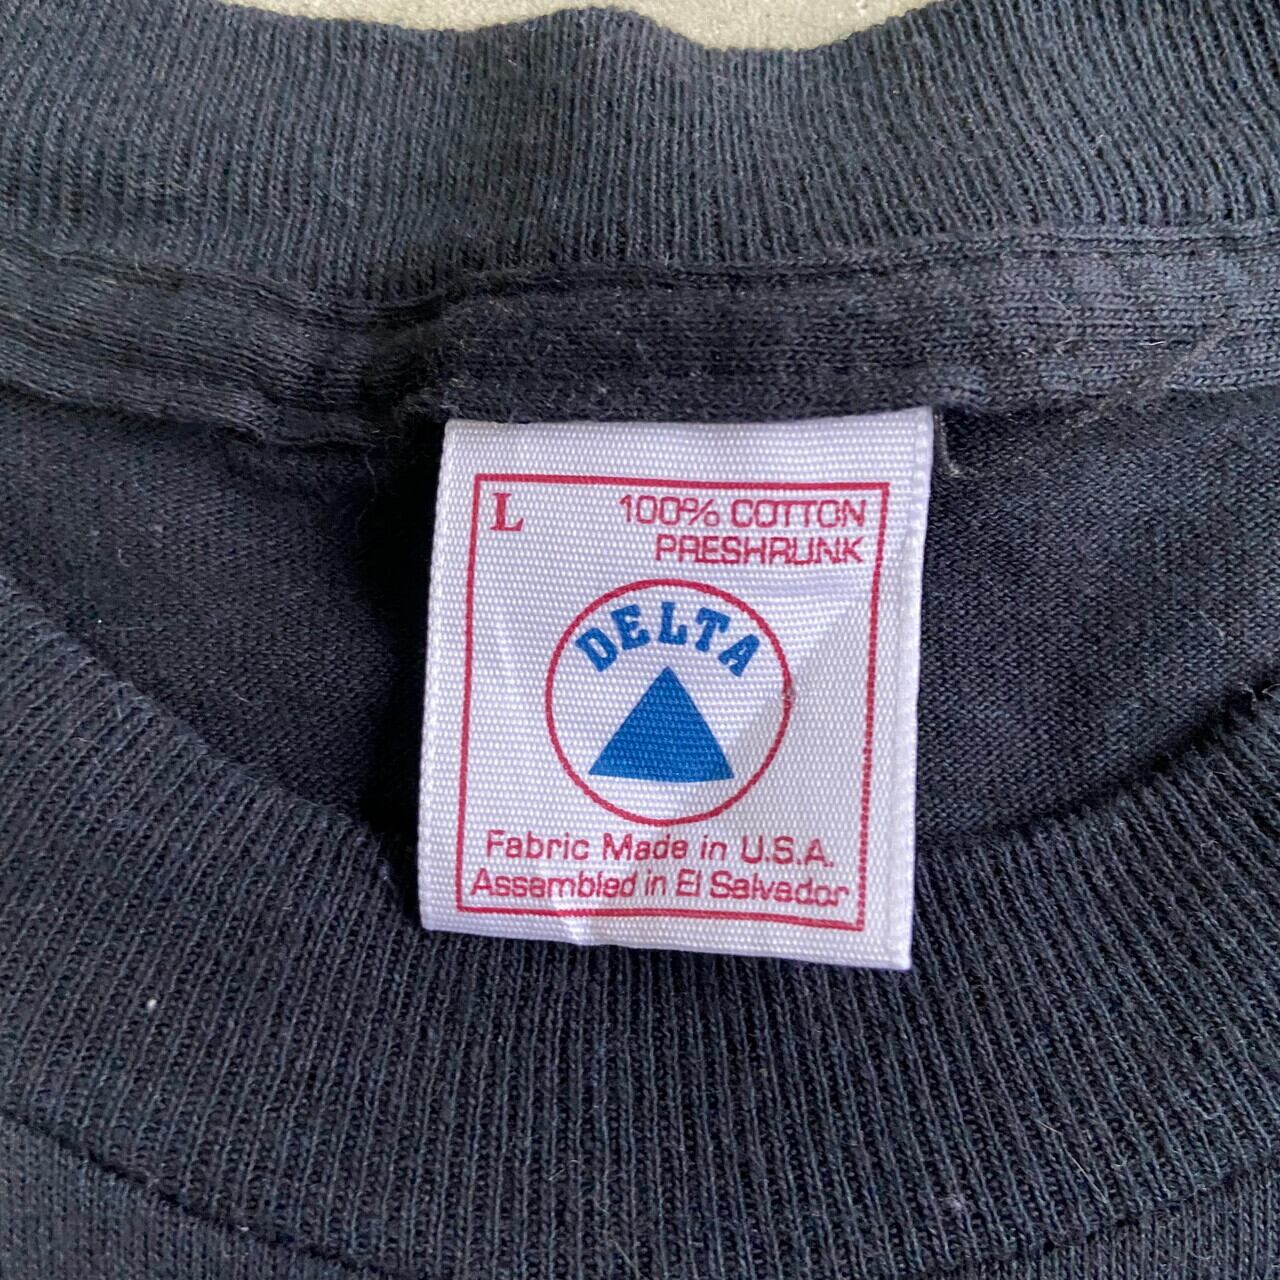 L 100% COTTON
PRESHRUNK
DELTA
Fabric Made in U.S.A.
Assembled in El Salvador